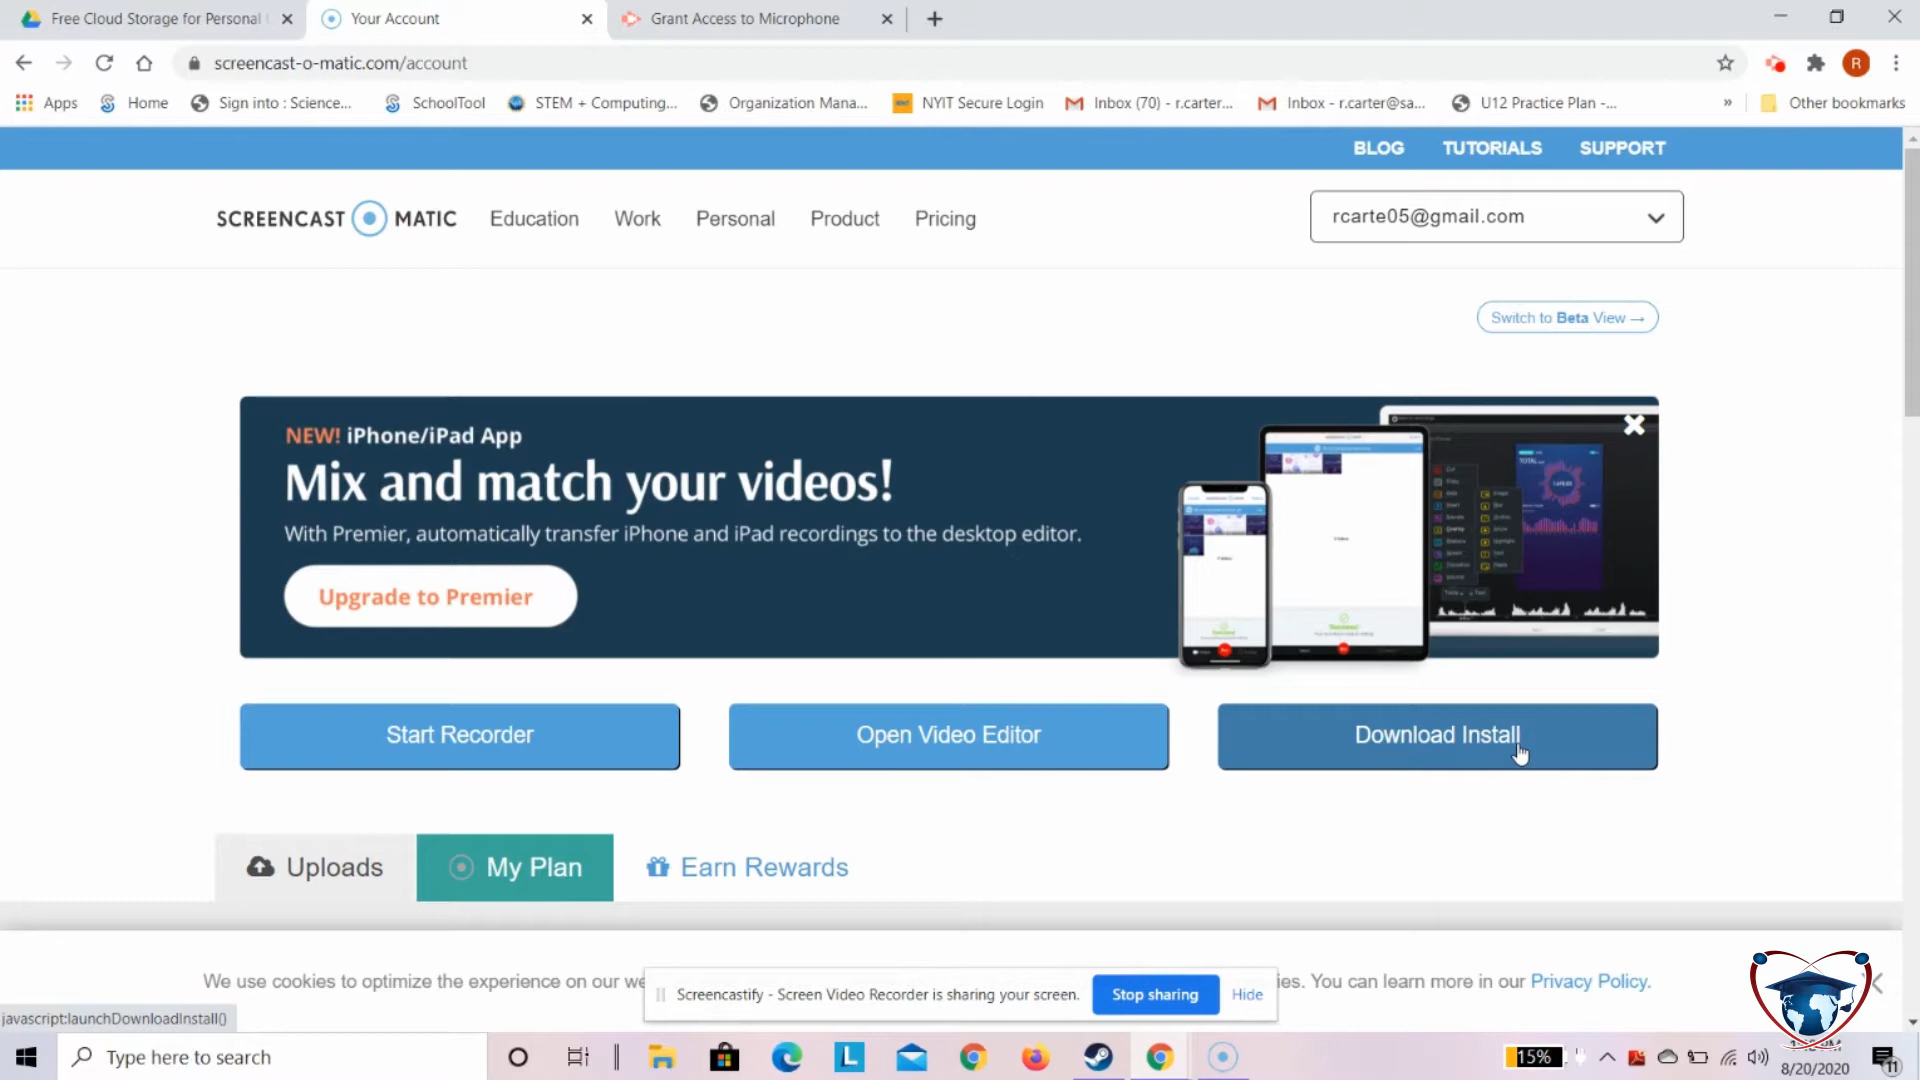 Free Cloud Storage for Personal
Your Account
Grant Access to Microphone
screencast-o-matic.com/account
R
Apps
Home
Sign into : Science...
SchoolTool
STEM + Computing...
Organization Mana...
NYIT Secure Login
Inbox (70) - r.carter...
Inbox - r.carter@sa...
U12 Practice Plan -...
Other bookmarks
BLOG
TUTORIALS
SUPPORT
SCREENCAST MATIC
Education
Work
Personal
Product
Pricing
rcarte05@gmail.com
Switch to Beta View →
NEW! iPhone/iPad App
Mix and match your videos!
With Premier, automatically transfer iPhone and iPad recordings to the desktop editor.
Upgrade to Premier
Start Recorder
Open Video Editor
Download Install
Uploads
My Plan
Earn Rewards
We use cookies to optimize the experience on our we
ies. You can learn more in our Privacy Policy.
Screencastify - Screen Video Recorder is sharing your screen.
Stop sharing
Hide
javascript:launchDownloadInstall()
Type here to search
L
15%
8/20/2020
11